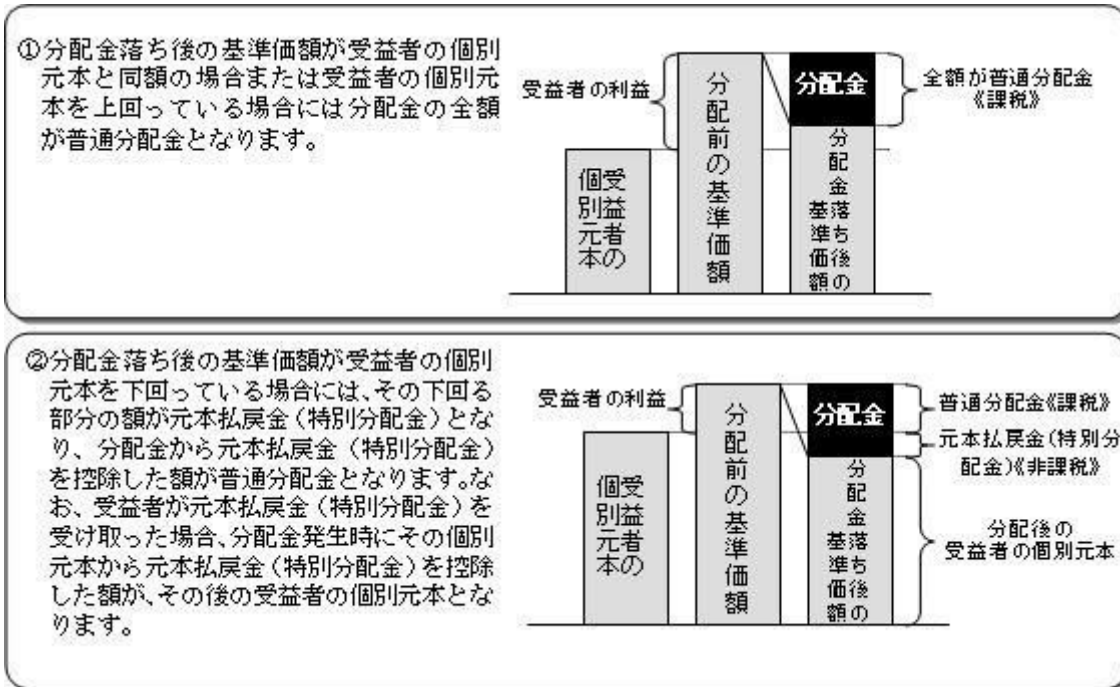 ①分配金落ち後の基準価額が受益者の個別
元本と同額の場合または受益者の個別元
本を上回っている場合には分配金の全額
が普通分配金となります。
受益者の利益
受益者の
個別元本
分配前の基準価額
分配金
分配金落ち後の
基準価額
全額が普通分配金
《課税》
②分配金落ち後の基準価額が受益者の個別
元本を下回っている場合には、その下回る
部分の額が元本払戻金(特別分配金)とな
り、分配金から元本払戻金(特別分配金)
を控除した額が普通分配金となります。な
お、受益者が元本払戻金(特別分配金)を
受け取った場合、分配金発生時にその個別
元本から元本払戻金(特別分配金)を控除
した額が、その後の受益者の個別元本とな
ります。
受益者の利益
受益者の
個別元本
分配前の基準価額
分配金
分配金落ち後の
基準価額
普通分配金《課税》
元本払戻金(特別分
配金)《非課税》
分配後の
受益者の個別元本